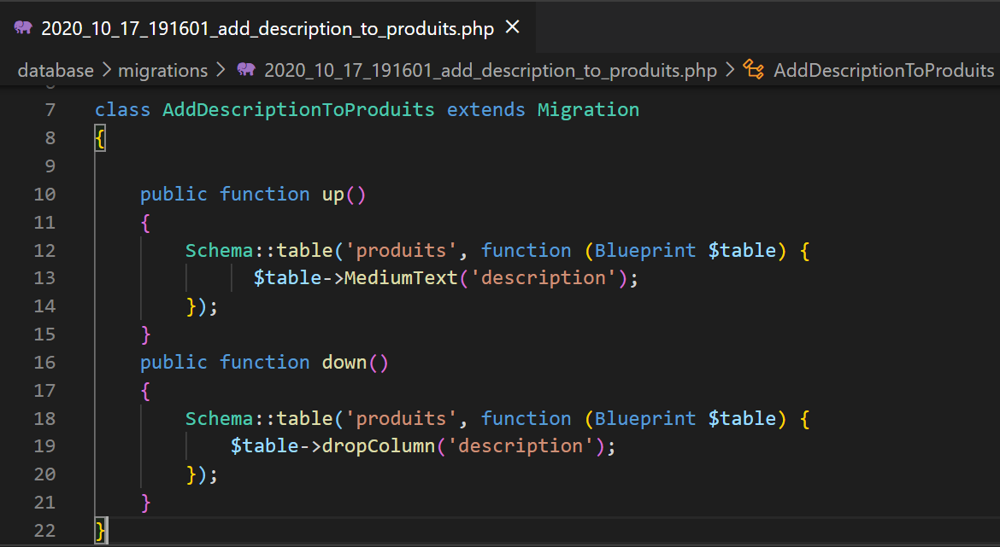 2020_10_17_191601_add_description_to_produits.php ×
database > migrations > 2020_10_17_191601_add_description_to_produits.php > AddDescriptionToProduits
7 class AddDescriptionToProduits extends Migration
8 {
9
10 public function up()
11 {
12 Schema::table('produits', function (Blueprint $table) {
13 $table->MediumText('description');
14 });
15 }
16 public function down()
17 {
18 Schema::table('produits', function (Blueprint $table) {
19 $table->dropColumn('description');
20 });
21 }
22 }